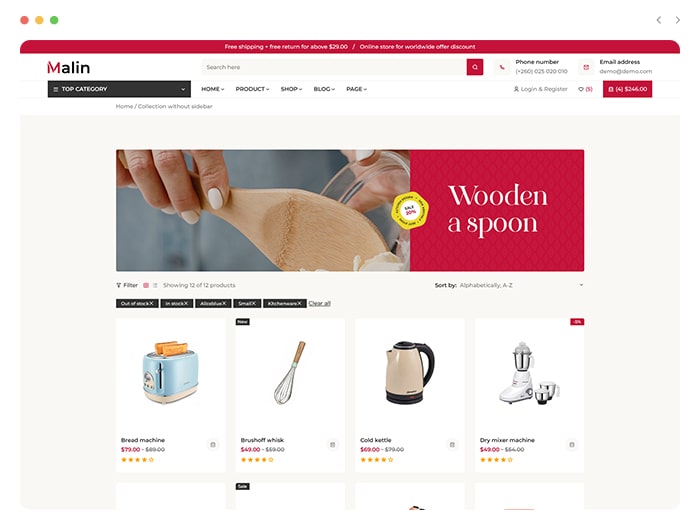 Free shipping + free return for above $29.00 / Online store for worldwide offer discount
Malin
Search here
Phone number
(+260) 025 020 010
Email address
demo@demo.com
TOP CATEGORY
HOME
PRODUCT
SHOP
BLOG
PAGE
Login & Register
(5)
(4) $246.00
Home / Collection without sidebar
SALE
20%
Wooden
a spoon
Filter
Showing 12 of 12 products
Sort by: Alphabetically, A-Z
Out of stock
In stock
Aliceblue
Small
Kitchenware
Clear all
New
-5%
Bread machine
$79.00 - $89.00
Brushoff whisk
$49.00 - $59.00
Cold kettle
$69.00 - $79.00
Dry mixer machine
$49.00 - $54.00
Sale